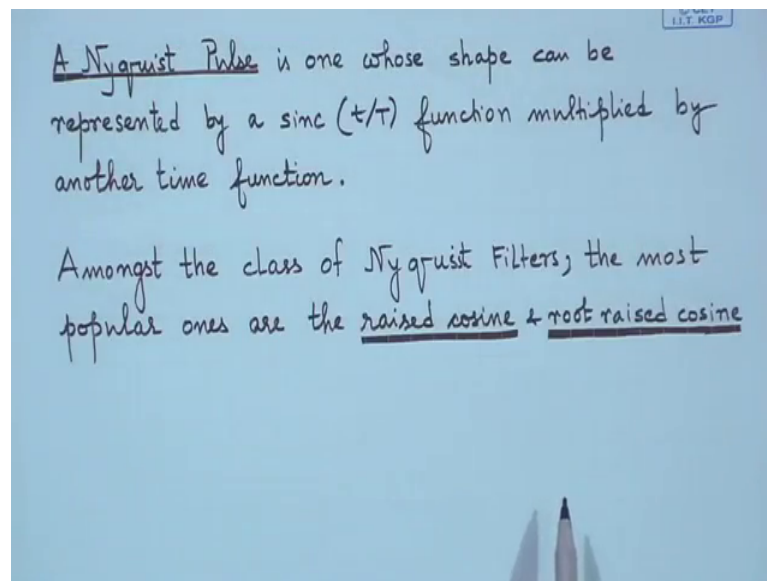 I.I.T. KGP
A Nyquist Pulse is one whose shape can be
represented by a sinc (t/T) function multiplied by
another time function.
Amongst the class of Nyquist Filters, the most
popular ones are the raised cosine & root raised cosine